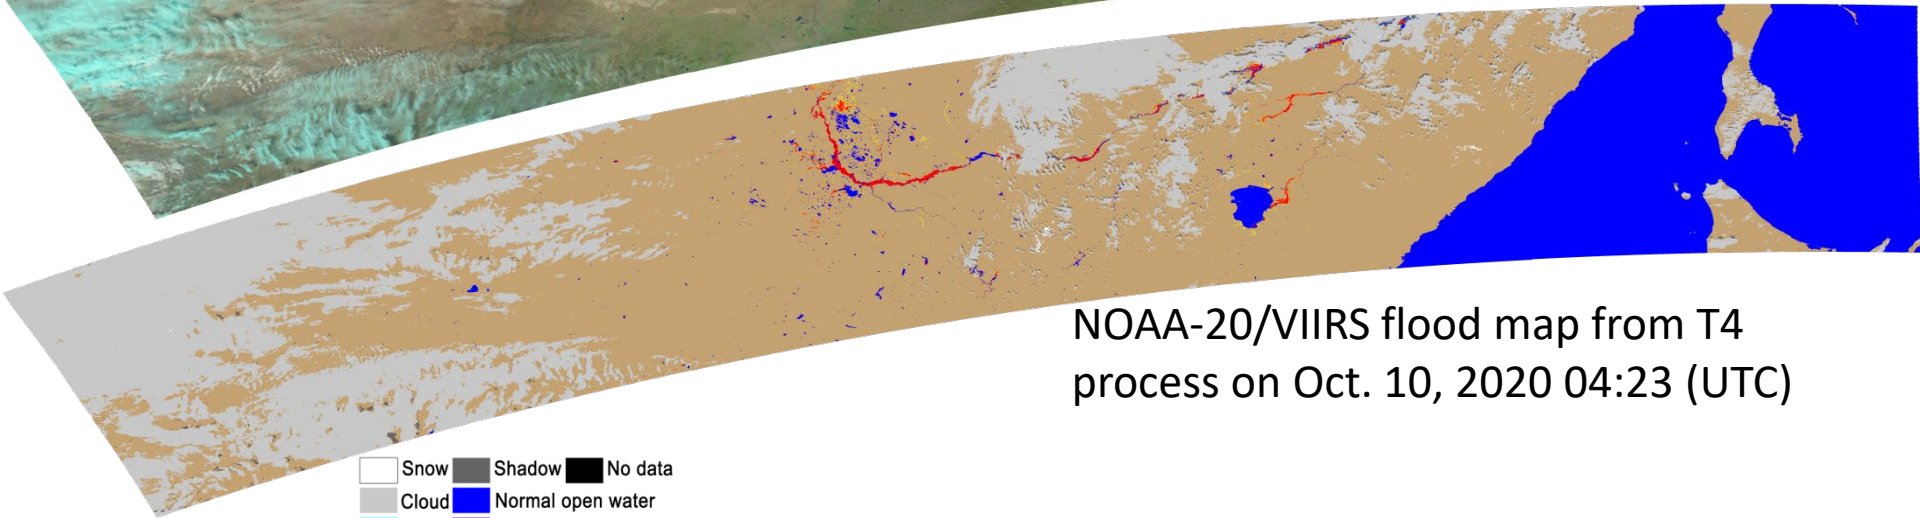 NOAA-20/VIIRS flood map from T4
process on Oct. 10, 2020 04:23 (UTC)
Snow Shadow No data
Cloud Normal open water